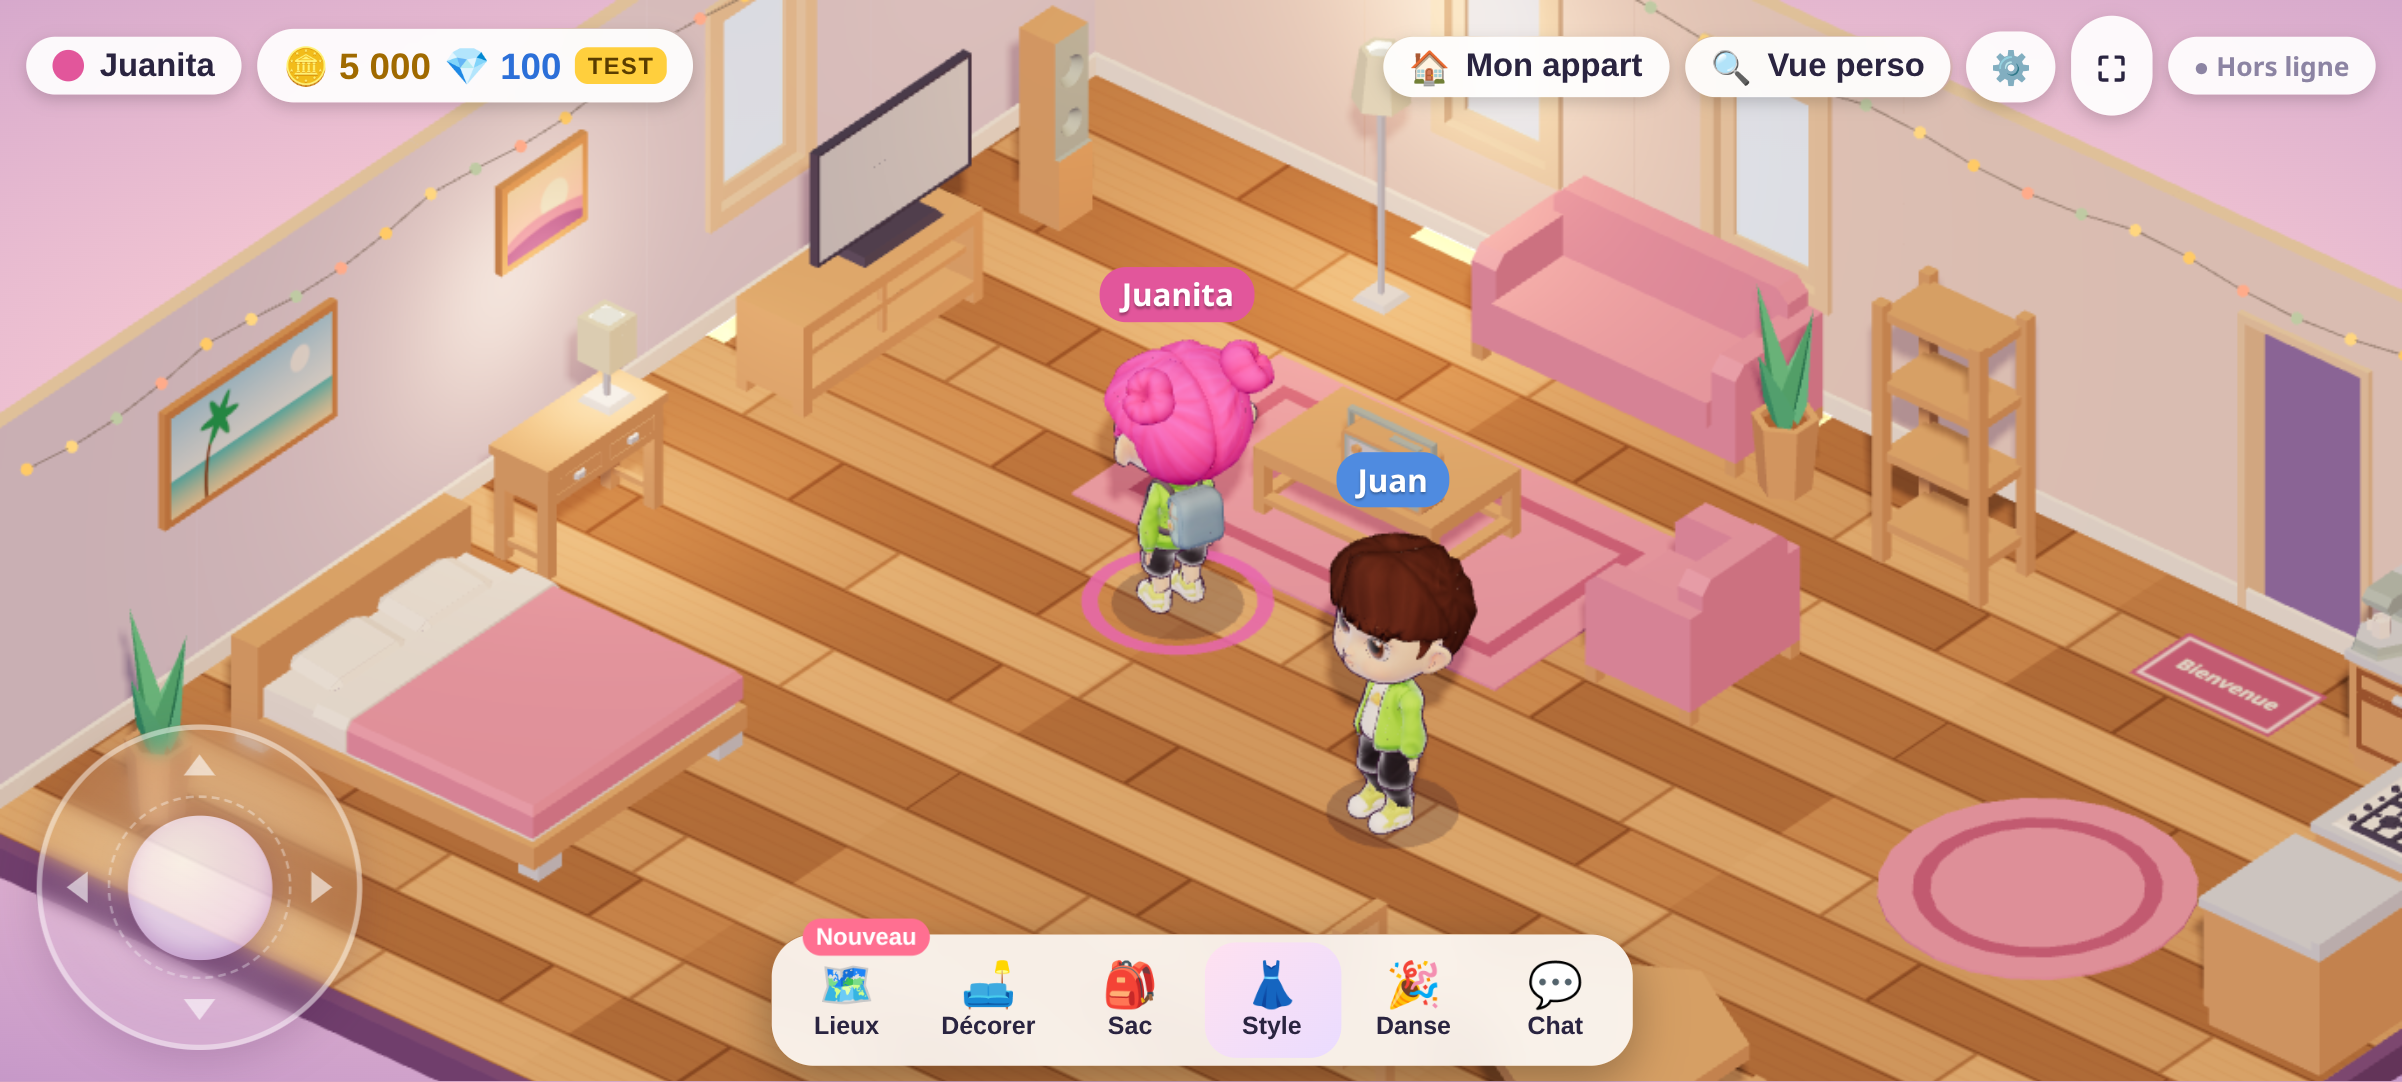 Juanita
5 000
100
TEST
Mon appart
Vue perso
Hors ligne
Juanita
Juan
Bienvenue
Nouveau
Lieux
Décorer
Sac
Style
Danse
Chat